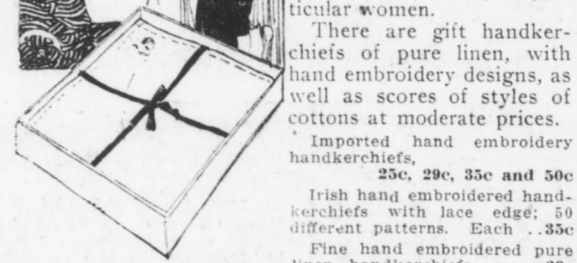 ticular women.
There are gift handker-
chiefs of pure linen, with
hand embroidery designs, as
well as scores of styles of
cottons at moderate prices.
Imported hand embroidery
handkerchiefs,
25c, 29c, 35c and 50c
Irish hand embroidered hand-
kerchiefs with lace edge; 50
different patterns. Each ..35c
Fine hand embroidered pure